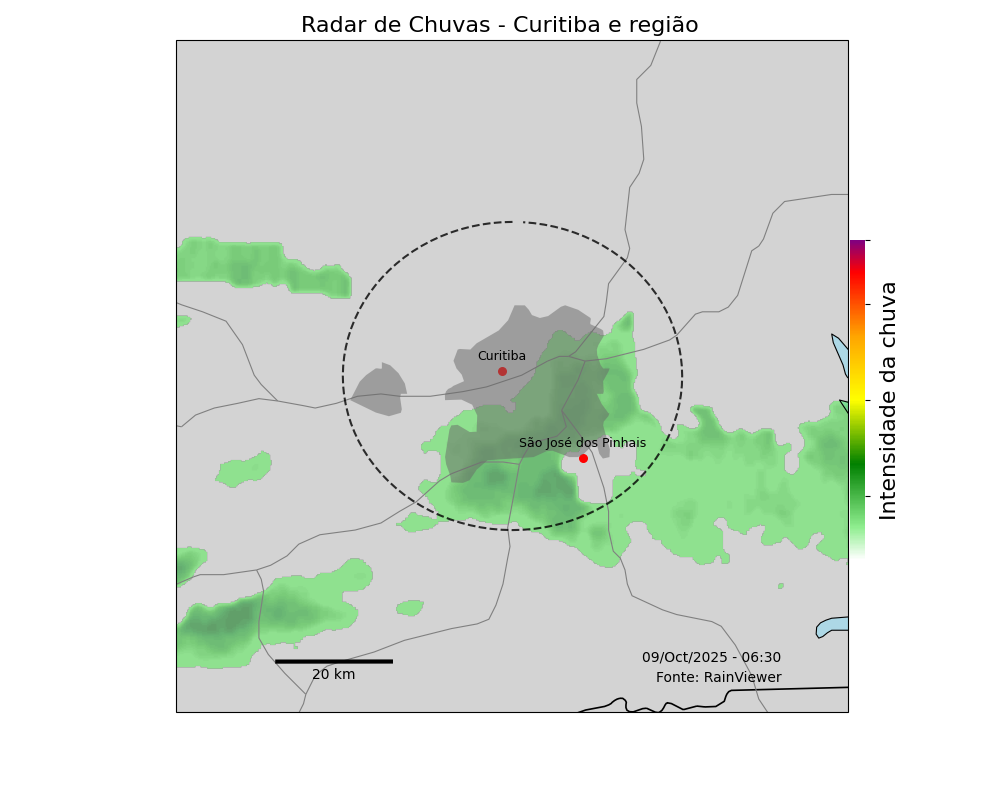 Radar de Chuvas - Curitiba e região
Curitiba
São José dos Pinhais
Intensidade da chuva
20 km
09/Oct/2025 - 06:30
Fonte: RainViewer